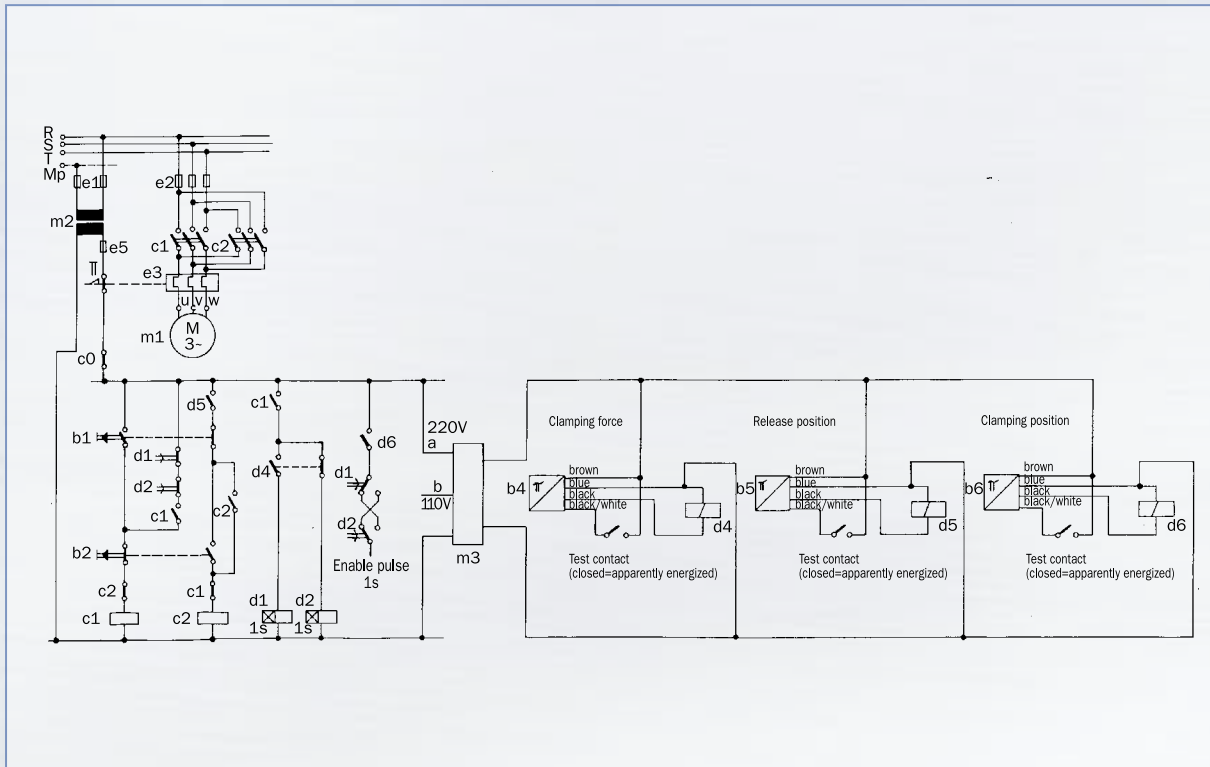 R
S
T
Mp
e1
e2
m2
e5
c1
c2
π
e3
u v w
m1
M
3~
c0
d5
c1
b1
d1
d2
c1
c2
d4
d6
d1
d2
Enable pulse
1s
b2
c2
c1
c1
c2
d1
1s
d2
1s
220V
a
b
110V
m3
Clamping force
b4
π
brown
blue
black
black/white
d4
Test contact
(closed=apparently energized)
Release position
b5
π
brown
blue
black
black/white
d5
Test contact
(closed=apparently energized)
Clamping position
b6
π
brown
blue
black
black/white
d6
Test contact
(closed=apparently energized)